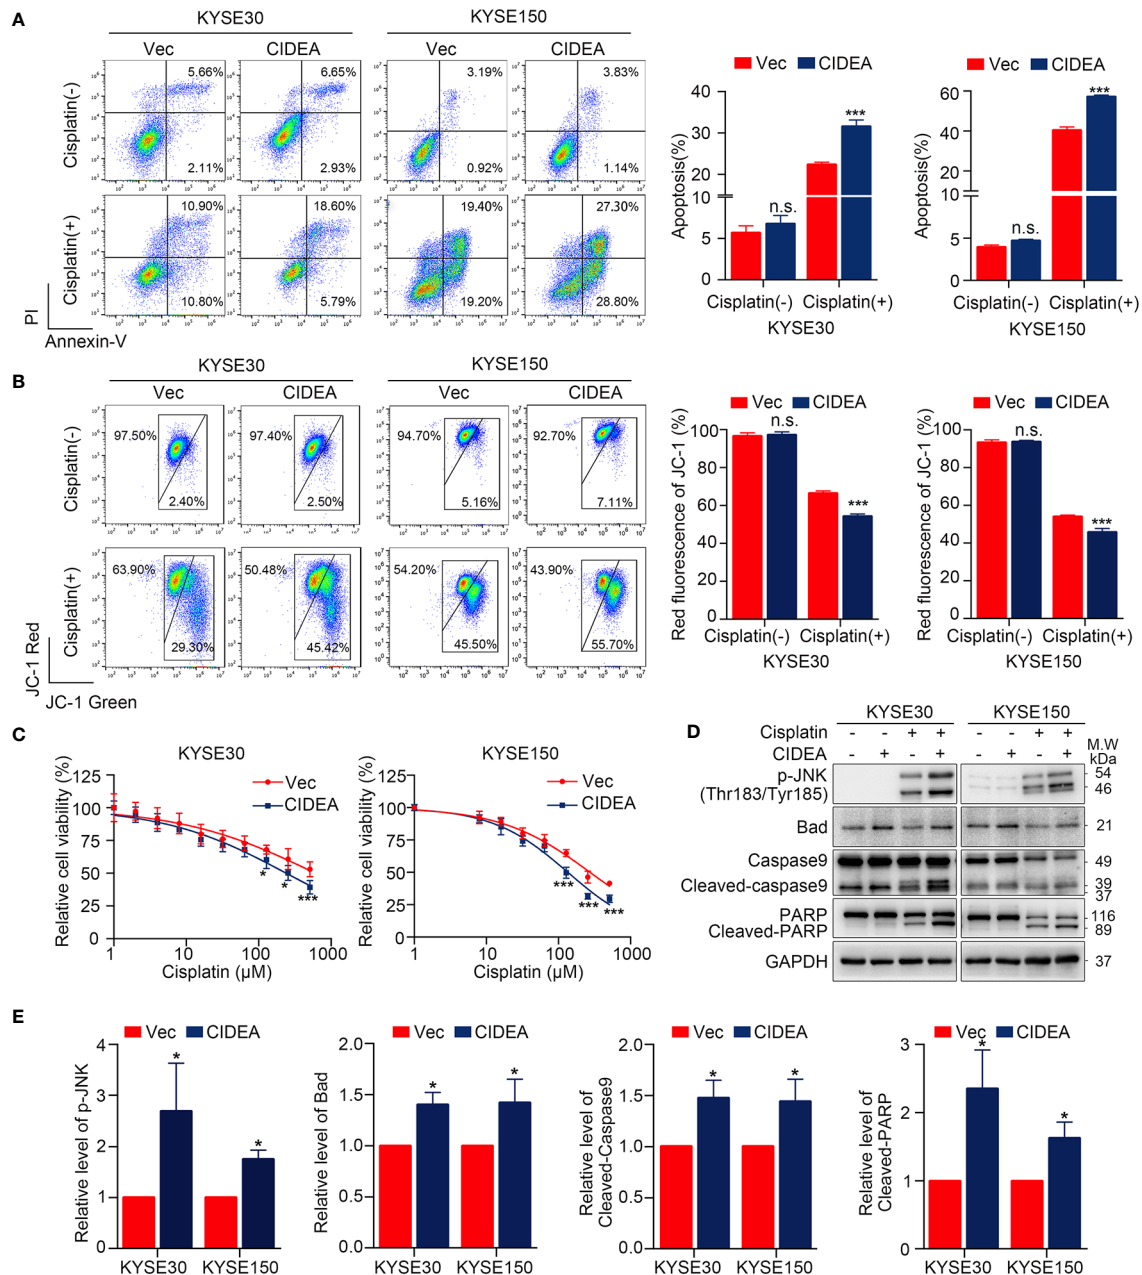 A
KYSE30 KYSE150
Vec CIDEA Vec CIDEA
Cisplatin(-)
5.66% 6.65% 3.19% 3.83%
2.11% 2.93% 0.92% 1.14%
Cisplatin(+)
10.90% 18.60% 19.40% 27.30%
10.80% 5.79% 19.20% 28.80%
PI
Annexin-V
Vec CIDEA
Apoptosis(%)
40
30
20
10
5
0
n.s.
***
Cisplatin(-) Cisplatin(+)
KYSE30
Vec CIDEA
Apoptosis(%)
60
40
20
10
5
0
n.s.
***
Cisplatin(-) Cisplatin(+)
KYSE150
B
KYSE30 KYSE150
Vec CIDEA Vec CIDEA
Cisplatin(-)
97.50% 97.40% 94.70% 92.70%
2.40% 2.50% 5.16% 7.11%
Cisplatin(+)
63.90% 50.48% 54.20% 43.90%
29.30% 45.42% 45.50% 55.70%
JC-1 Red
JC-1 Green
Vec CIDEA
Red fluorescence of JC-1 (%)
100
80
60
40
20
0
n.s.
***
Cisplatin(-) Cisplatin(+)
KYSE30
Vec CIDEA
Red fluorescence of JC-1 (%)
100
80
60
40
20
0
n.s.
***
Cisplatin(-) Cisplatin(+)
KYSE150
C
KYSE30
Relative cell viability (%)
125
100
75
50
25
0
Vec
CIDEA
* * ***
1 10 100 1000
Cisplatin (µM)
KYSE150
Relative cell viability (%)
125
100
75
50
25
0
Vec
CIDEA
*** *** ***
1 10 100 1000
Cisplatin (µM)
D
KYSE30 KYSE150
Cisplatin - - + + - - + +
CIDEA - + - + - + - +
M.W
kDa
p-JNK
(Thr183/Tyr185)
54
46
Bad 21
Caspase9 49
Cleaved-caspase9 39
37
PARP 116
Cleaved-PARP 89
GAPDH 37
E
Vec CIDEA
Relative level of p-JNK
4
3
2
1
0
* *
KYSE30 KYSE150
Vec CIDEA
Relative level of Bad
2.0
1.5
1.0
0.5
0.0
* *
KYSE30 KYSE150
Vec CIDEA
Relative level of
Cleaved-Caspase9
2.0
1.5
1.0
0.5
0.0
* *
KYSE30 KYSE150
Vec CIDEA
Relative level of
Cleaved-PARP
3
2
1
0
* *
KYSE30 KYSE150